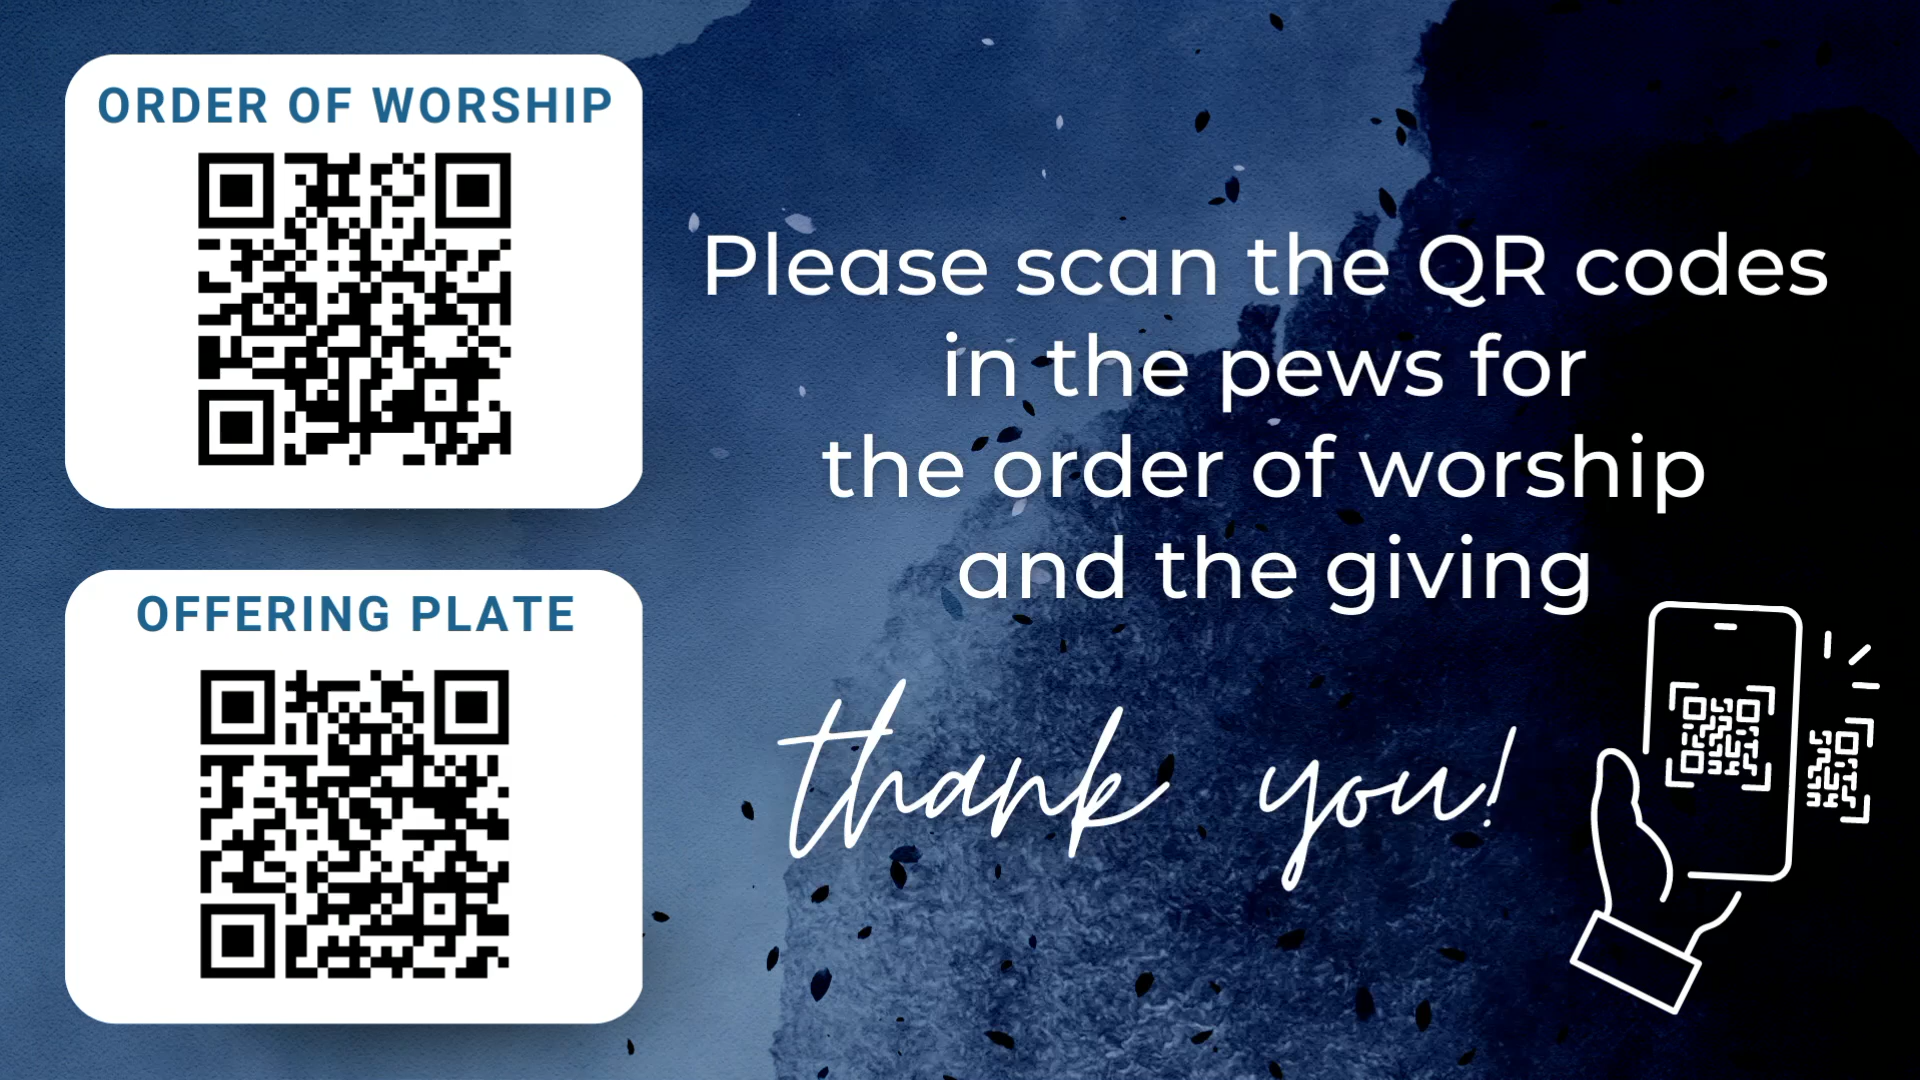 ORDER OF WORSHIP
OFFERING PLATE
Please scan the QR codes
in the pews for
the order of worship
and the giving
thank you!